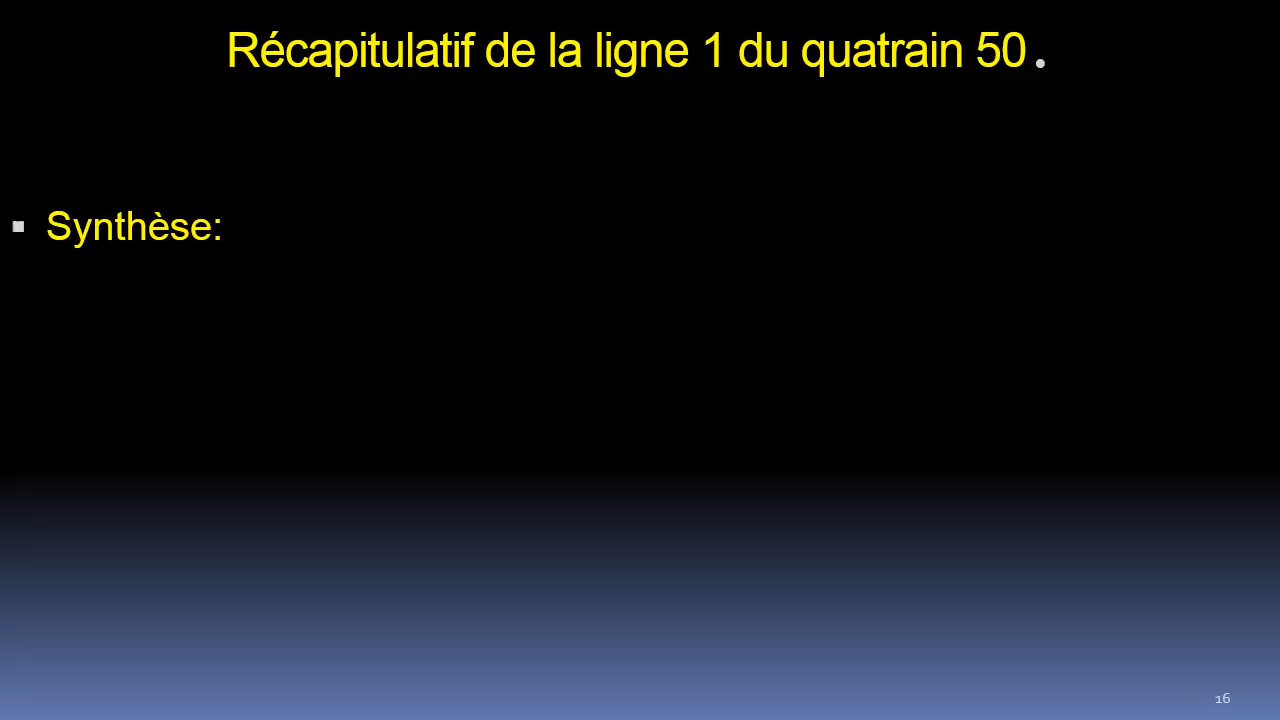 Récapitulatif de la ligne 1 du quatrain 50.
▪ Synthèse:
16